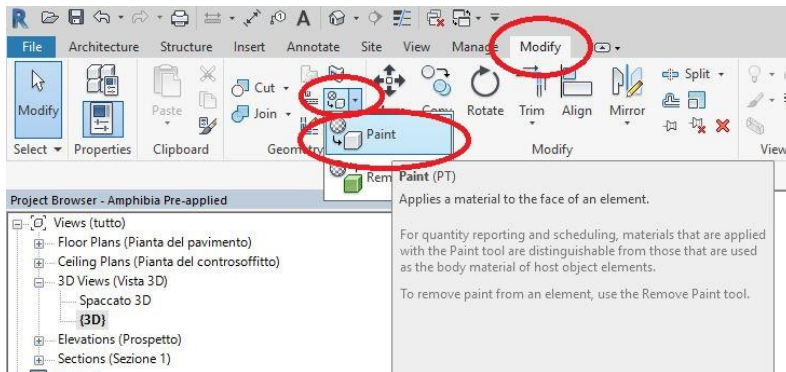 File Architecture Structure Insert Annotate Site View Manage Modify
Cut
Split
Modify
Paste
Join
Copy Rotate Trim Align Mirror
Paint
Select Properties Clipboard Geometry Modify View
Paint (PT)
Applies a material to the face of an element.
For quantity reporting and scheduling, materials that are applied
with the Paint tool are distinguishable from those that are used
as the body material of host object elements.
To remove paint from an element, use the Remove Paint tool.
Project Browser - Amphibia Pre-applied
Views (tutto)
Floor Plans (Pianta del pavimento)
Ceiling Plans (Pianta del controsoffitto)
3D Views (Vista 3D)
Spaccato 3D
{3D}
Elevations (Prospetto)
Sections (Sezione 1)